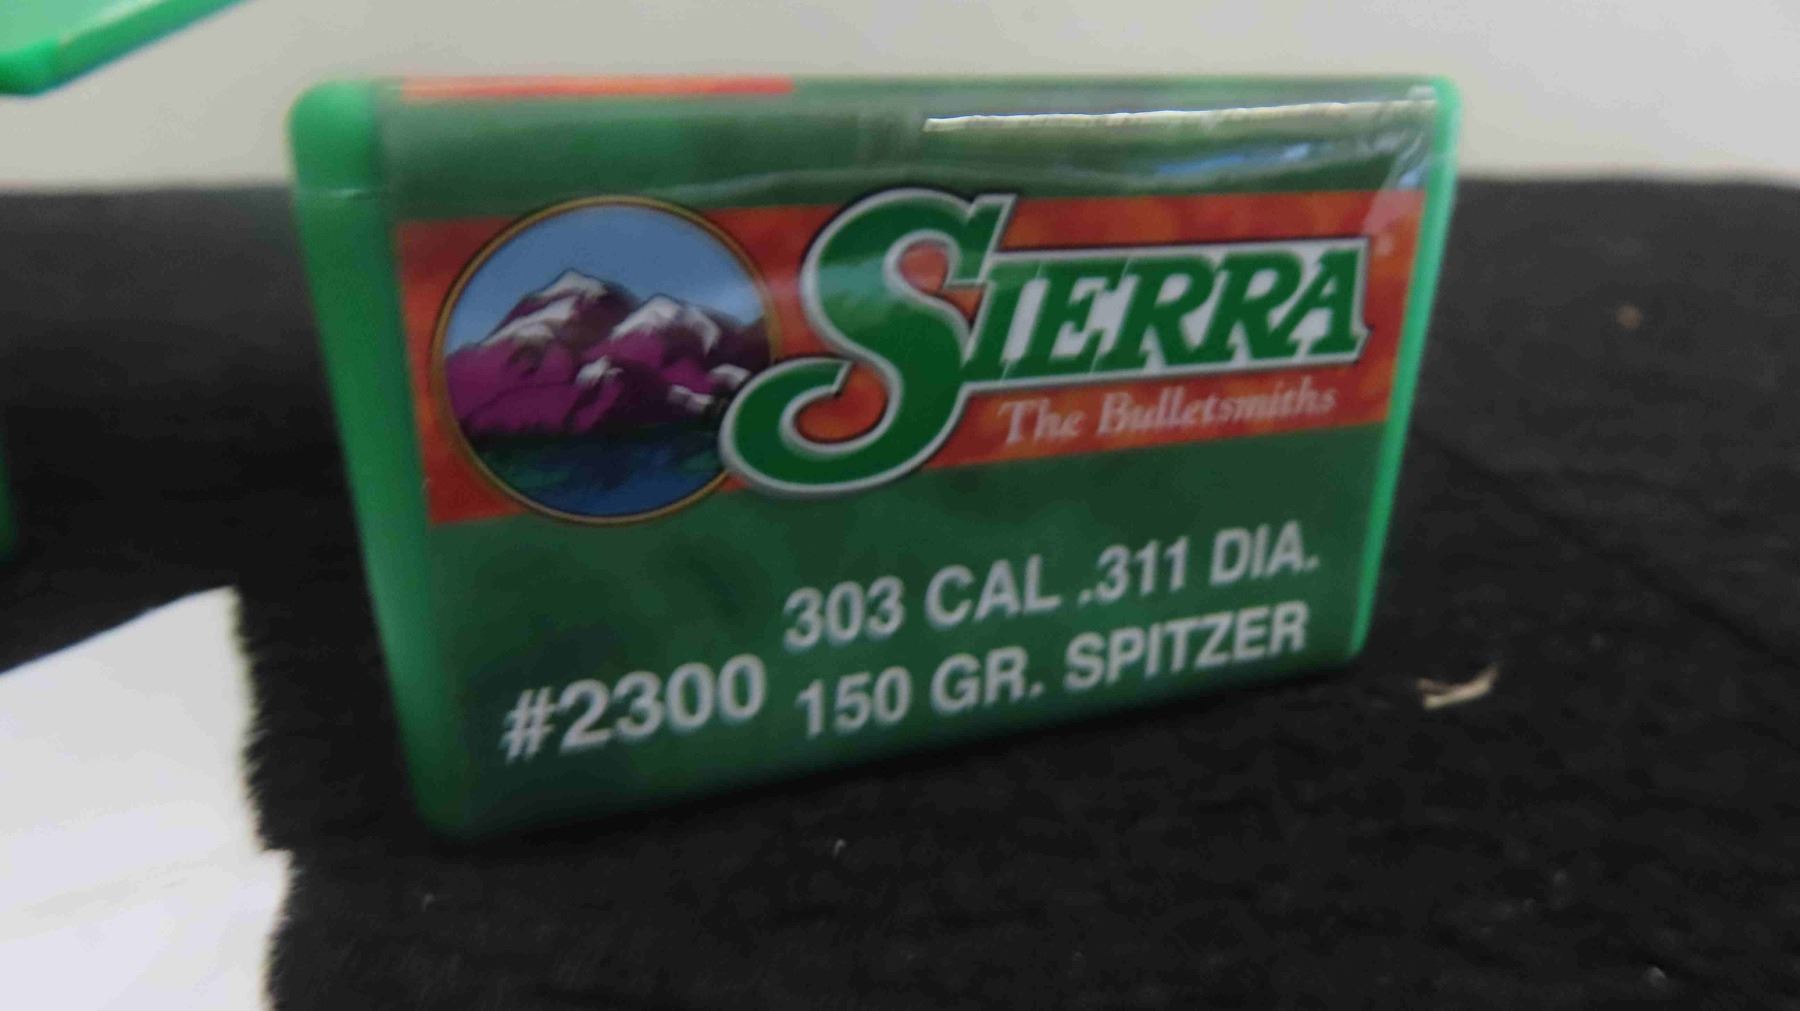 SIERRA
The Bulletsmiths
303 CAL .311 DIA.
#2300 150 GR. SPITZER